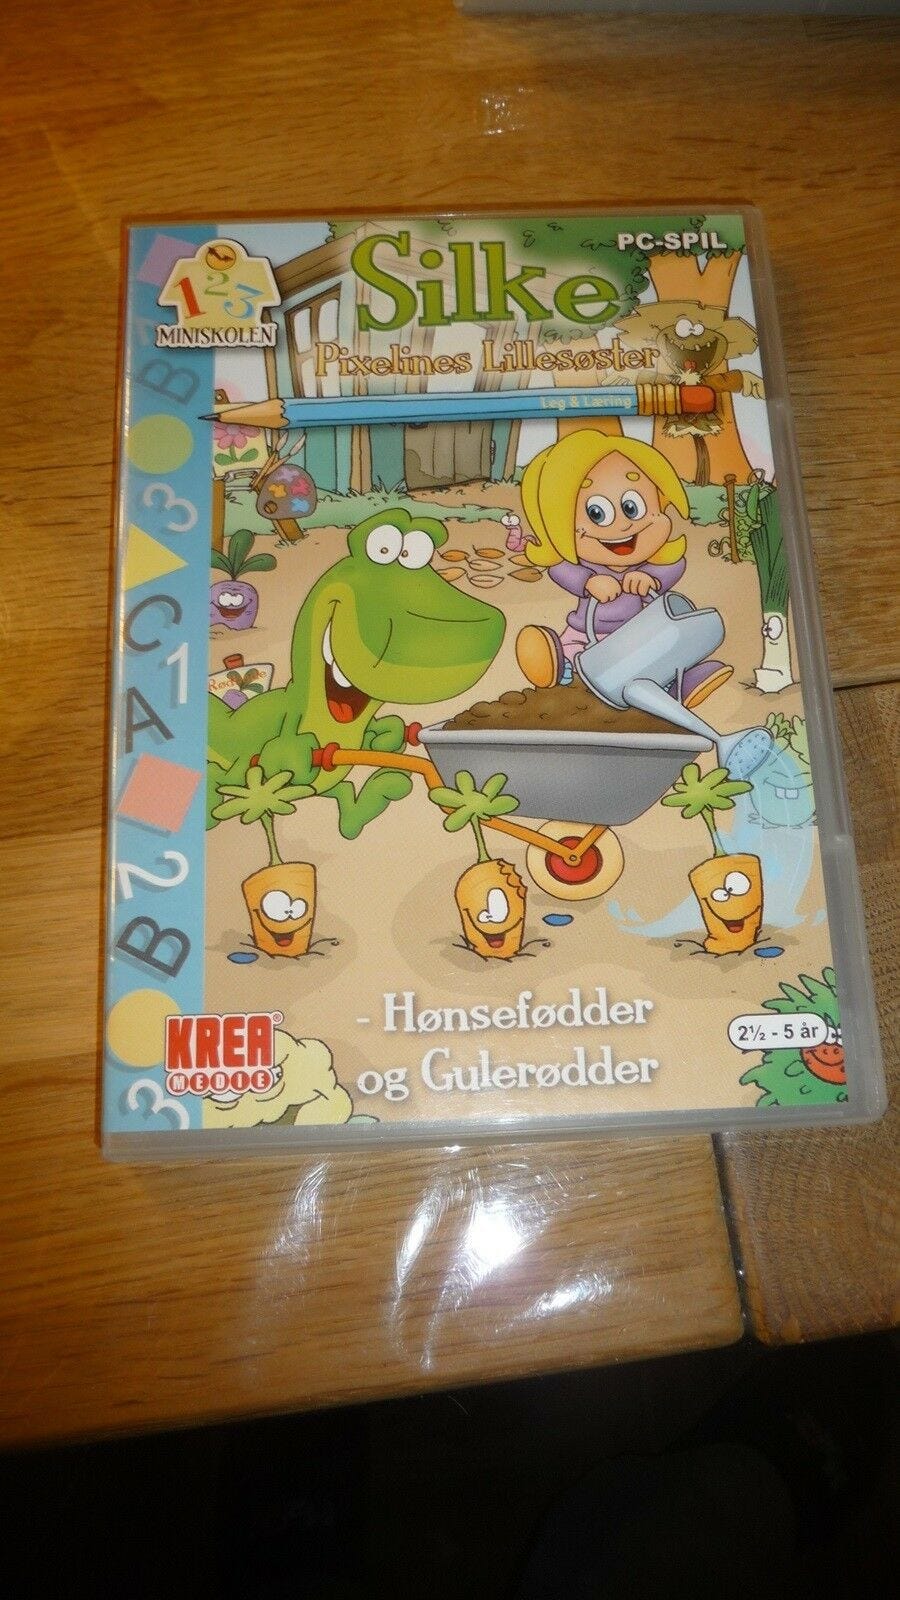 PC-SPIL
Silke
Pixelines Lillesøster
Leg & Læring
1 2 3
MINISKOLEN
B
3
C
1
A
2
B
3
- Hønsefødder
og Gulerødder
2½ - 5 år
KREA®
MEDIE